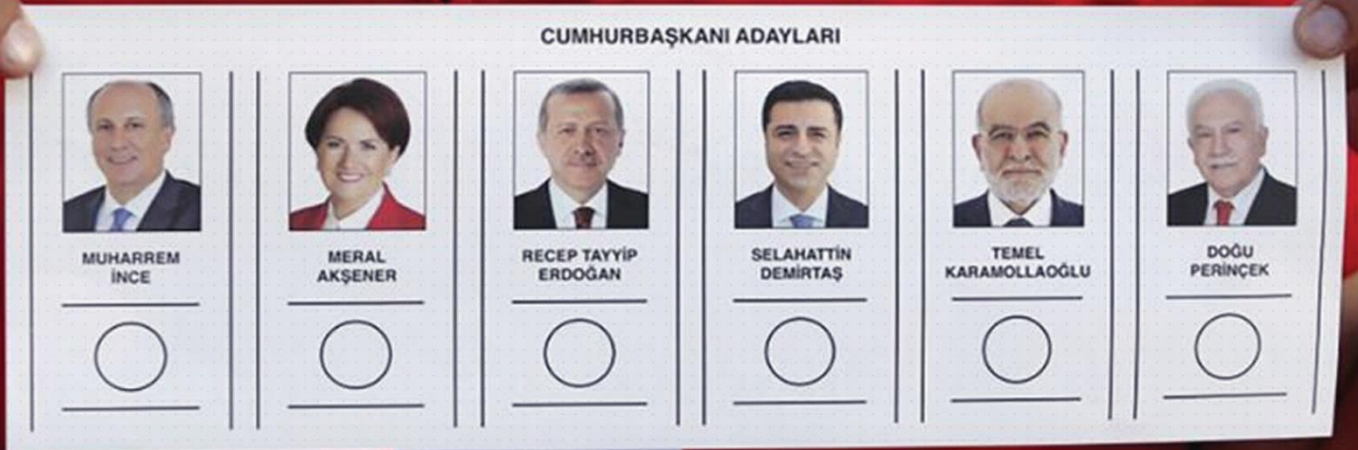 CUMHURBAŞKANI ADAYLARI
MUHARREM
İNCE
MERAL
AKŞENER
RECEP TAYYİP
ERDOĞAN
SELAHATTİN
DEMİRTAŞ
TEMEL
KARAMOLLAOĞLU
DOĞU
PERİNÇEK